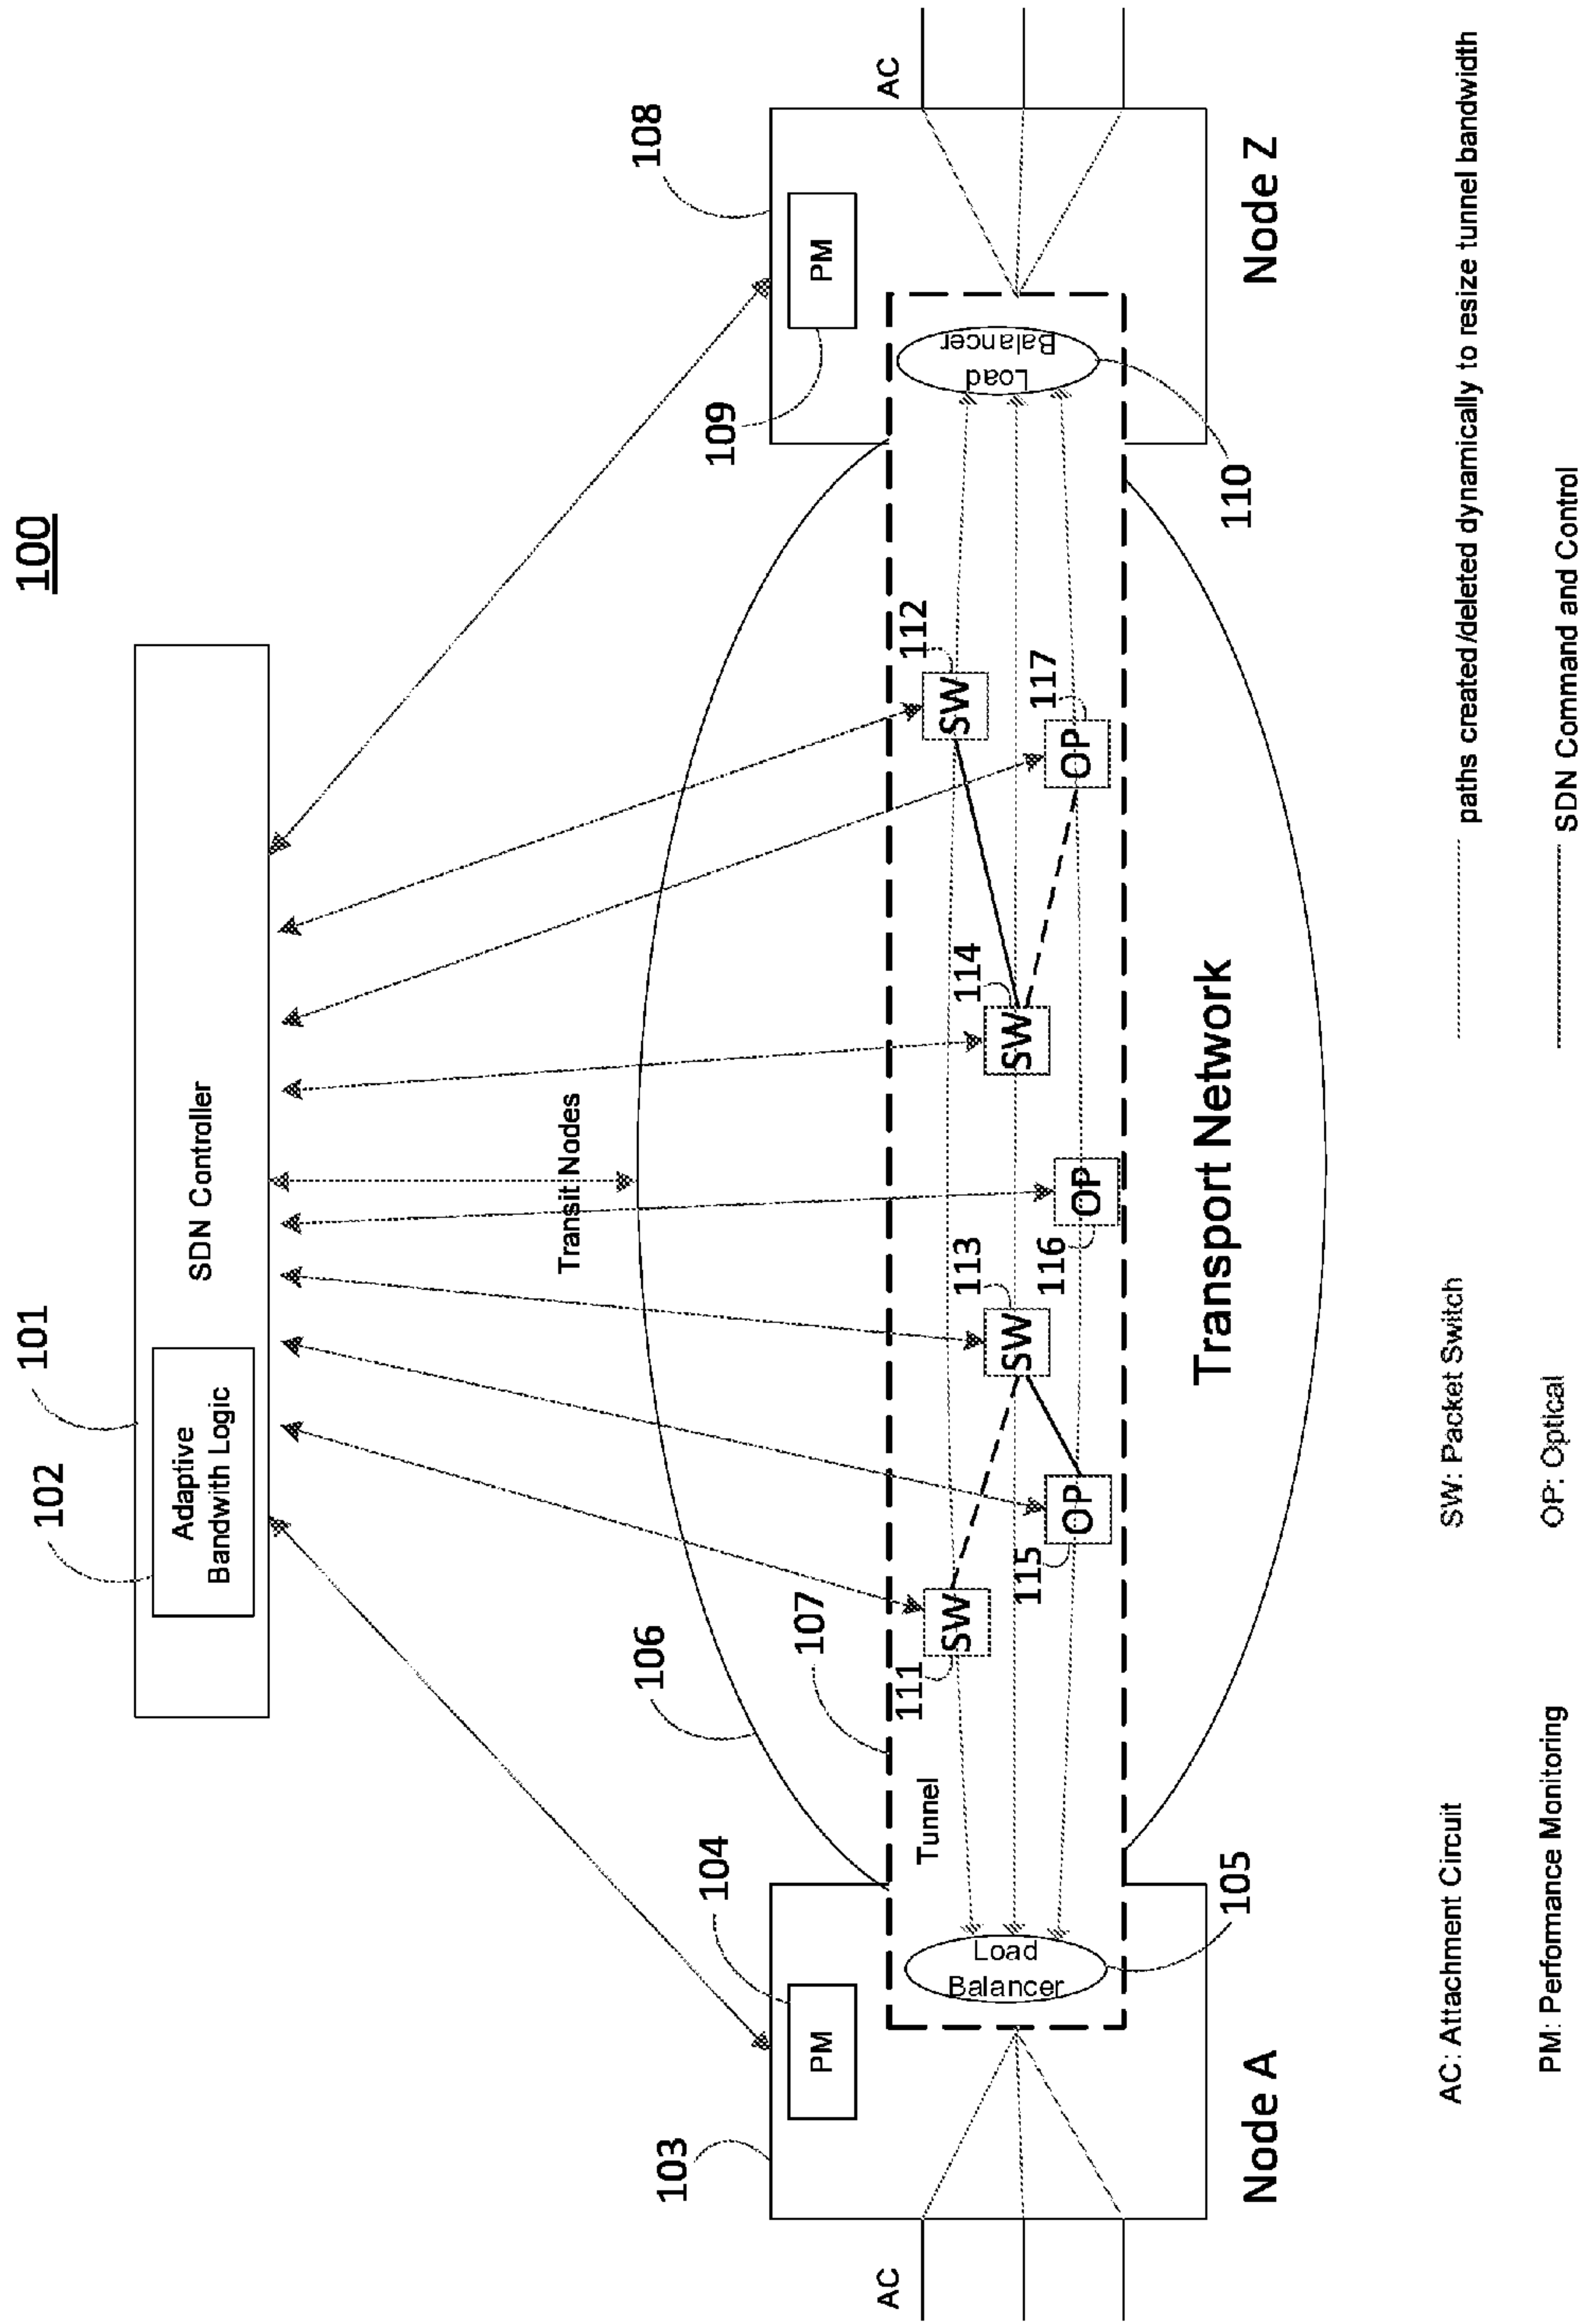 100
101
102
SDN Controller
Adaptive
Bandwith Logic
Transit Nodes
103
104
PM
106
107
108
109
PM
AC
AC
Tunnel
Load
Balancer
105
Load
Balancer
110
111
SW
112
SW
113
SW
114
SW
115
OP
116
OP
117
OP
Transport Network
Node A
Node Z
AC: Attachment Circuit
SW: Packet Switch
paths created/deleted dynamically to resize tunnel bandwidth
PM: Performance Monitoring
OP: Optical
SDN Command and Control